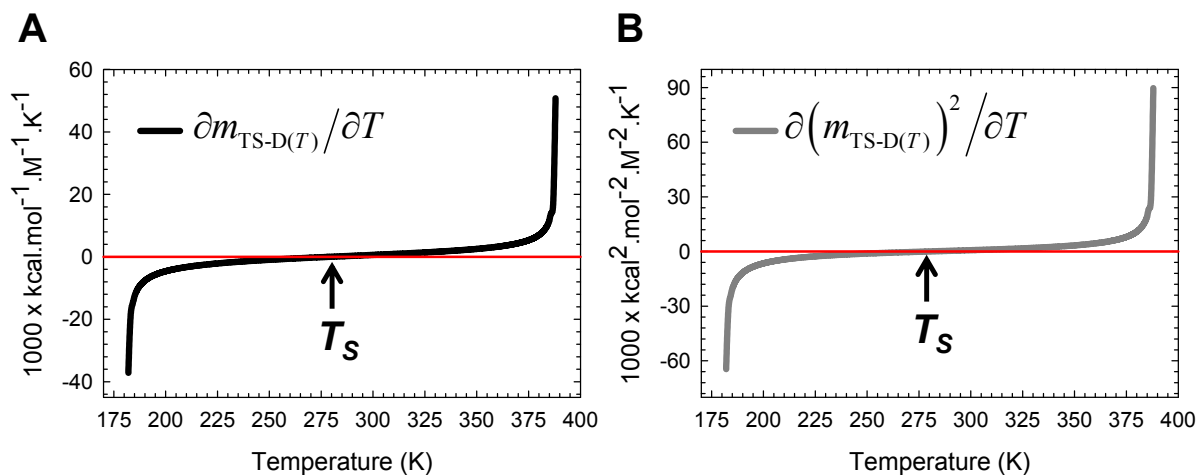 A
B
1000 x kcal.mol⁻¹.M⁻¹.K⁻¹
60
40
20
0
-20
-40
∂m_TS-D(T)/∂T
T_S
175 200 225 250 275 300 325 350 375 400
Temperature (K)
1000 x kcal².mol⁻².M⁻².K⁻¹
90
60
30
0
-30
-60
∂(m_TS-D(T))²/∂T
T_S
175 200 225 250 275 300 325 350 375 400
Temperature (K)